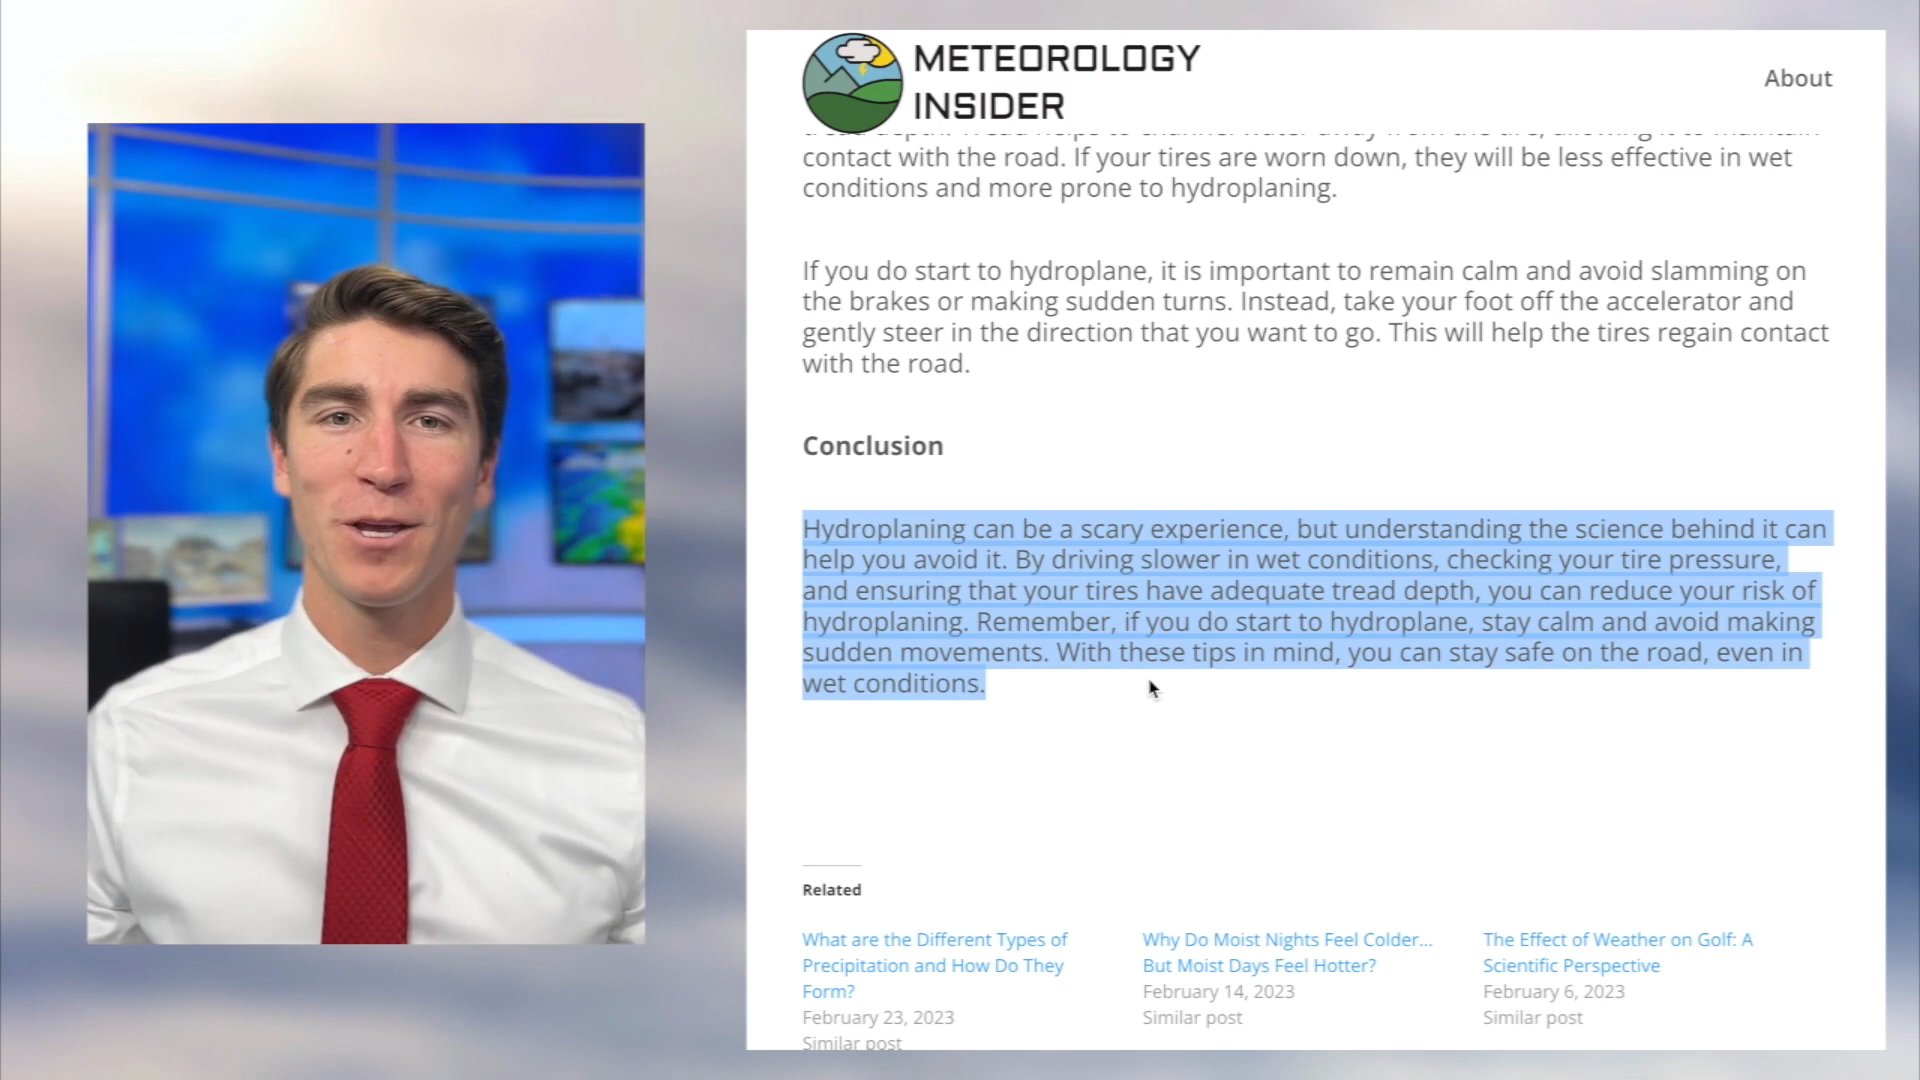 METEOROLOGY
INSIDER
About
contact with the road. If your tires are worn down, they will be less effective in wet
conditions and more prone to hydroplaning.
If you do start to hydroplane, it is important to remain calm and avoid slamming on
the brakes or making sudden turns. Instead, take your foot off the accelerator and
gently steer in the direction that you want to go. This will help the tires regain contact
with the road.
Conclusion
Hydroplaning can be a scary experience, but understanding the science behind it can
help you avoid it. By driving slower in wet conditions, checking your tire pressure,
and ensuring that your tires have adequate tread depth, you can reduce your risk of
hydroplaning. Remember, if you do start to hydroplane, stay calm and avoid making
sudden movements. With these tips in mind, you can stay safe on the road, even in
wet conditions.
Related
What are the Different Types of
Precipitation and How Do They
Form?
February 23, 2023
Similar post
Why Do Moist Nights Feel Colder...
But Moist Days Feel Hotter?
February 14, 2023
Similar post
The Effect of Weather on Golf: A
Scientific Perspective
February 6, 2023
Similar post